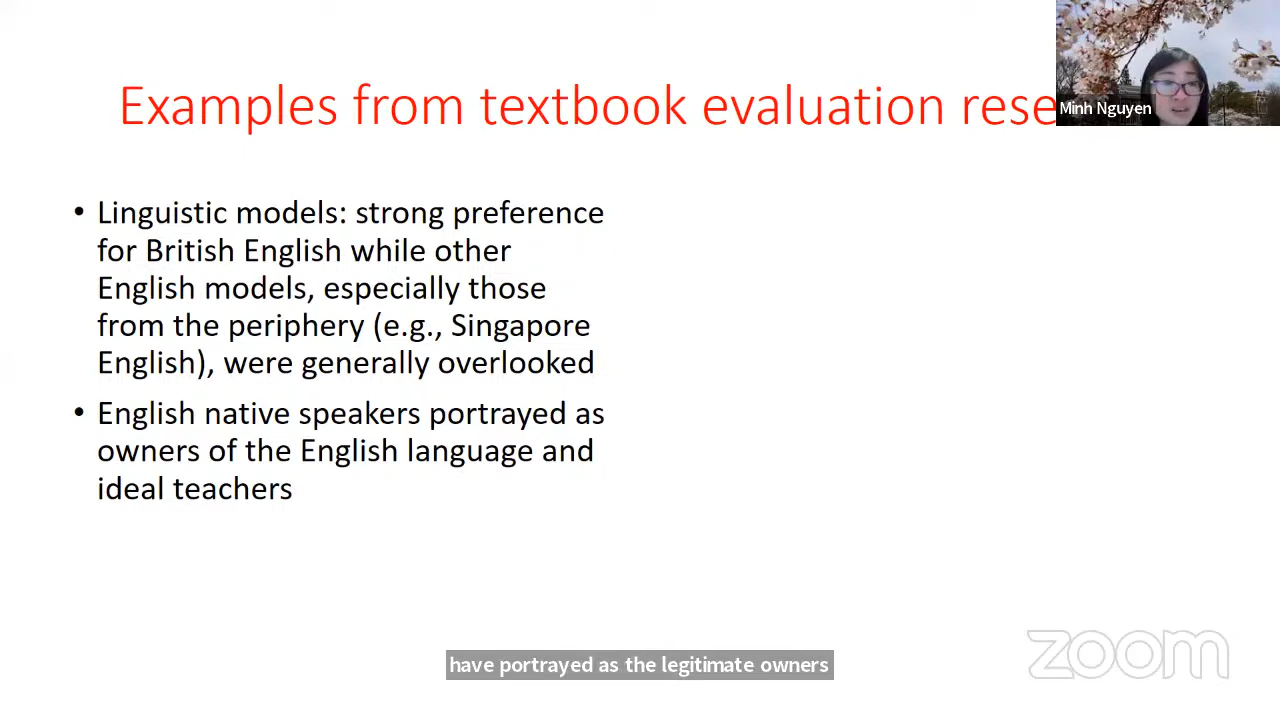 Examples from textbook evaluation rese
Minh Nguyen
• Linguistic models: strong preference
for British English while other
English models, especially those
from the periphery (e.g., Singapore
English), were generally overlooked
• English native speakers portrayed as
owners of the English language and
ideal teachers
have portrayed as the legitimate owners
zoom